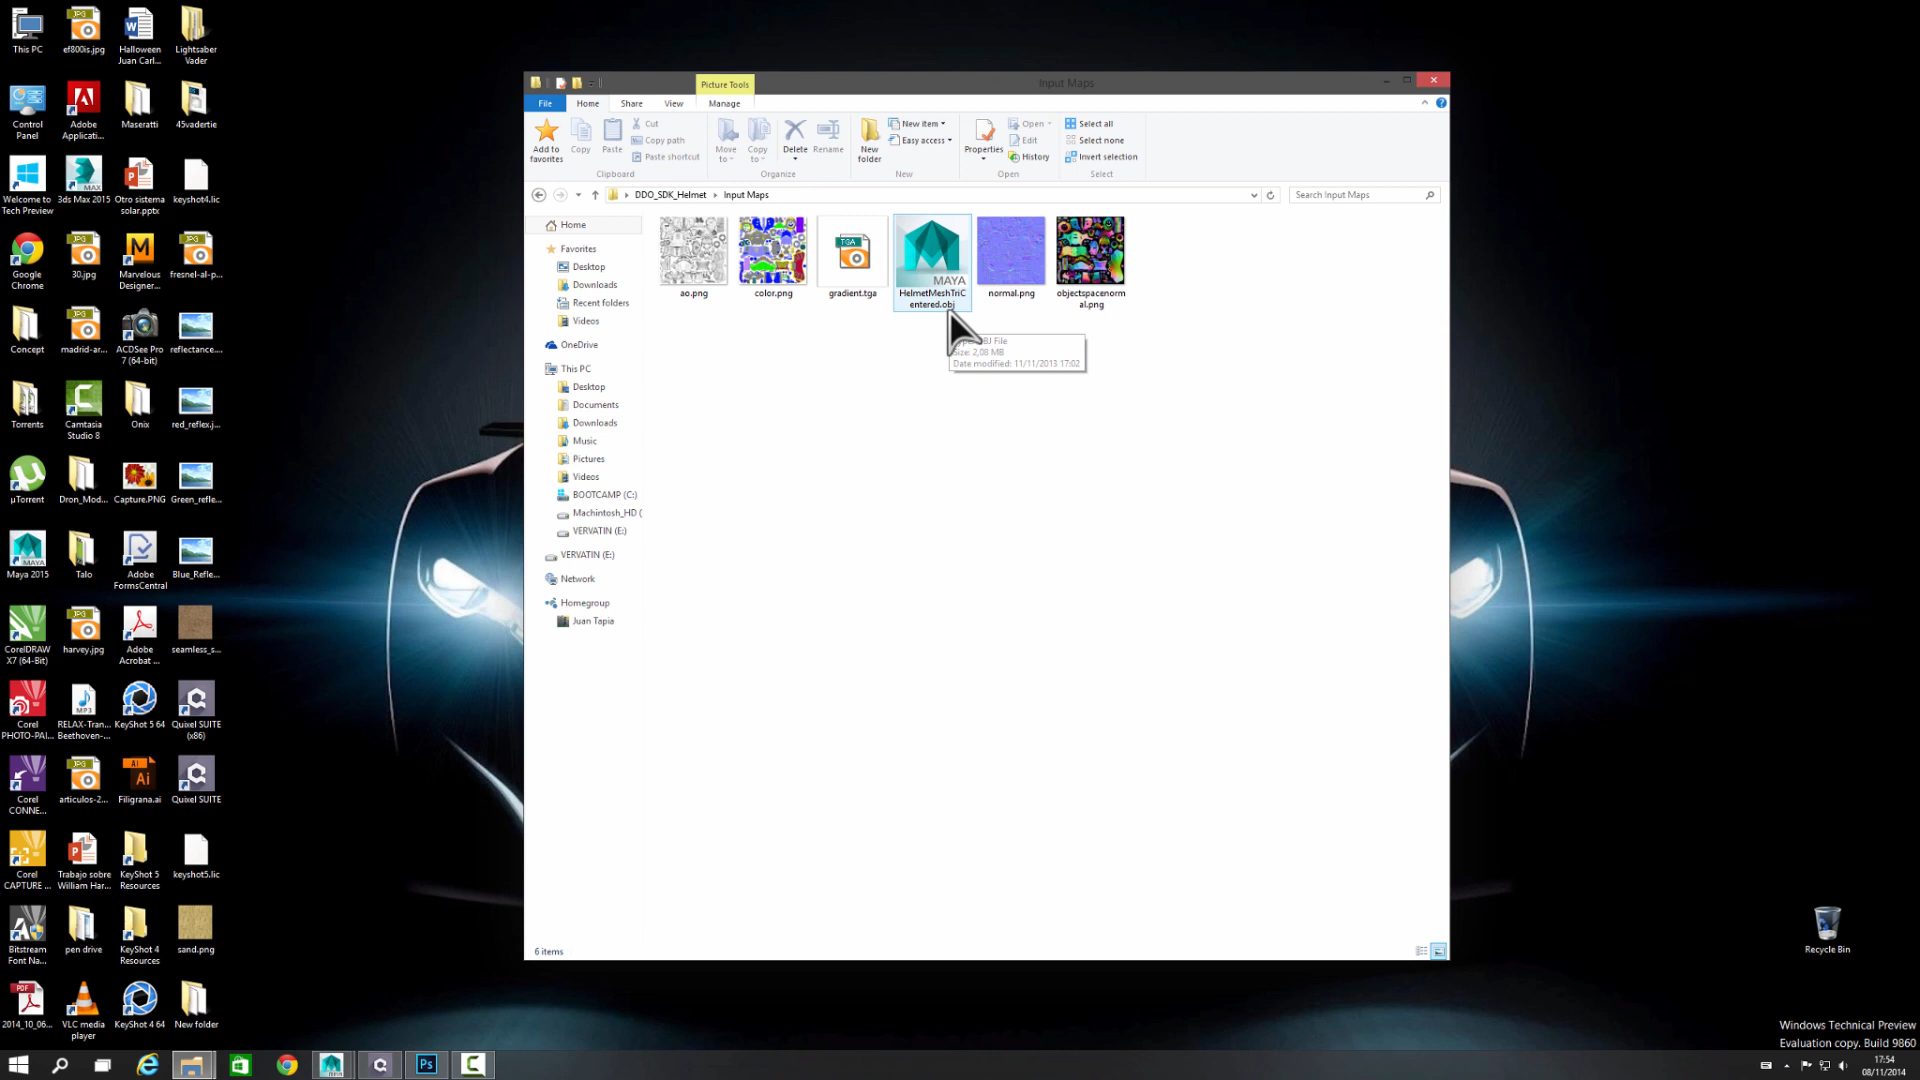 This PC
ef800is.jpg
Halloween
Juan Carl...
Lightsaber
Vader
Control
Panel
Adobe
Applicati...
Maseratti
45vadertie
Welcome to
Tech Preview
3ds Max 2015
Otro sistema
solar.pptx
keyshot4.lic
Google
Chrome
30.jpg
Marvelous
Designer...
fresnel-al-p...
Concept
madrid-ar...
ACDSee Pro
7 (64-bit)
reflectance....
Torrents
Camtasia
Studio 8
Onix
red_reflex.j...
µTorrent
Dron_Mod...
Capture.PNG
Green_refle...
Maya 2015
Talo
Adobe
FormsCentral
Blue_Refle...
CorelDRAW
X7 (64-Bit)
harvey.jpg
Adobe
Acrobat ...
seamless_s...
Corel
PHOTO-PAI...
RELAX-Tran...
Beethoven-...
KeyShot 5 64
Quixel SUITE
(x86)
Corel
CONNE...
articulos-2...
Filigrana.ai
Quixel SUITE
Corel
CAPTURE ...
Trabajo sobre
William Har...
KeyShot 5
Resources
keyshot5.lic
Bitstream
Font Na...
pen drive
KeyShot 4
Resources
sand.png
2014_10_06...
VLC media
player
KeyShot 4 64
New folder
Picture Tools
Input Maps
File
Home
Share
View
Manage
Add to
favorites
Copy
Paste
Cut
Copy path
Paste shortcut
Clipboard
Move
to
Copy
to
Delete
Rename
Organize
New
folder
New item
Easy access
New
Properties
Open
Edit
History
Open
Select all
Select none
Invert selection
Select
DDO_SDK_Helmet
Input Maps
Search Input Maps
Home
Favorites
Desktop
Downloads
Recent folders
Videos
OneDrive
This PC
Desktop
Documents
Downloads
Music
Pictures
Videos
BOOTCAMP (C:)
Machintosh_HD (
VERVATIN (E:)
VERVATIN (E:)
Network
Homegroup
Juan Tapia
ao.png
color.png
TGA
gradient.tga
MAYA
HelmetMeshTriC
entered.obj
normal.png
objectspacenorm
al.png
File
Size: 2,08 MB
Date modified: 11/11/2013 17:02
6 items
Recycle Bin
Windows Technical Preview
Evaluation copy. Build 9860
17:54
08/11/2014